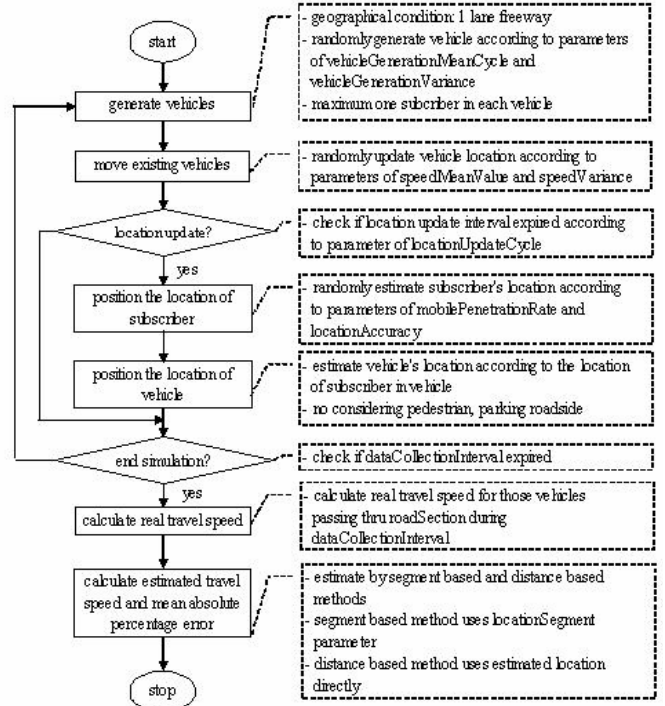 start
- geographical condition: 1 lane freeway
- randomly generate vehicle according to parameters
of vehicleGenerationMeanCycle and
vehicleGenerationVariance
- maximum one subcriber in each vehicle
generate vehicles
move existing vehicles
- randomly update vehicle location according to
parameters of speedMeanValue and speedVariance
location update?
- check if location update interval expired according
to parameter of locationUpdateCycle
yes
position the location of
subscriber
- randomly estimate subscriber's location according
to parameters of mobilePenetrationRate and
locationAccuracy
position the location of
vehicle
- estimate vehicle's location according to the location
of subscriber in vehicle
- no considering pedestrian, parking roadside
end simulation?
- check if dataCollectionInterval expired
yes
calculate real travel speed
- calculate real travel speed for those vehicles
passing thru roadSection during
dataCollectionInterval
calculate estimated travel
speed and mean absolute
percentage error
- estimate by segment based and distance based
methods
- segment based method uses locationSegment
parameter
- distance based method uses estimated location
directly
stop